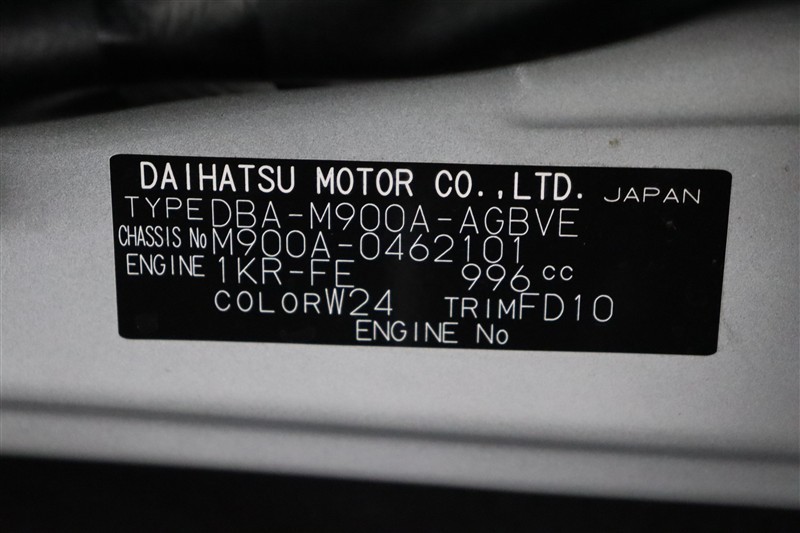 DAIHATSU MOTOR CO.,LTD. JAPAN
TYPE DBA-M900A-AGBVE
CHASSIS No M900A-0462101
ENGINE 1KR-FE 996 cc
COLOR W24 TRIM FD10
ENGINE No